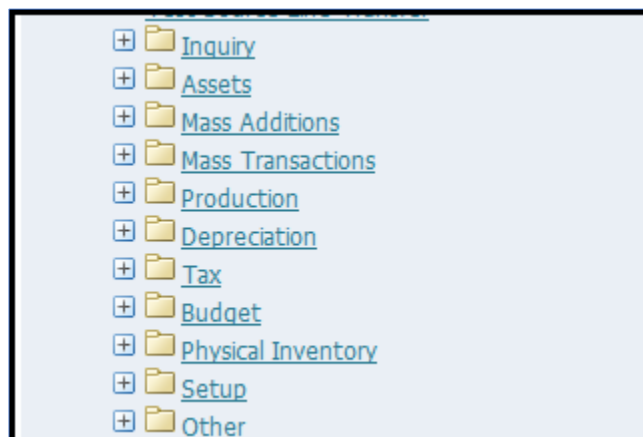 Inquiry
Assets
Mass Additions
Mass Transactions
Production
Depreciation
Tax
Budget
Physical Inventory
Setup
Other